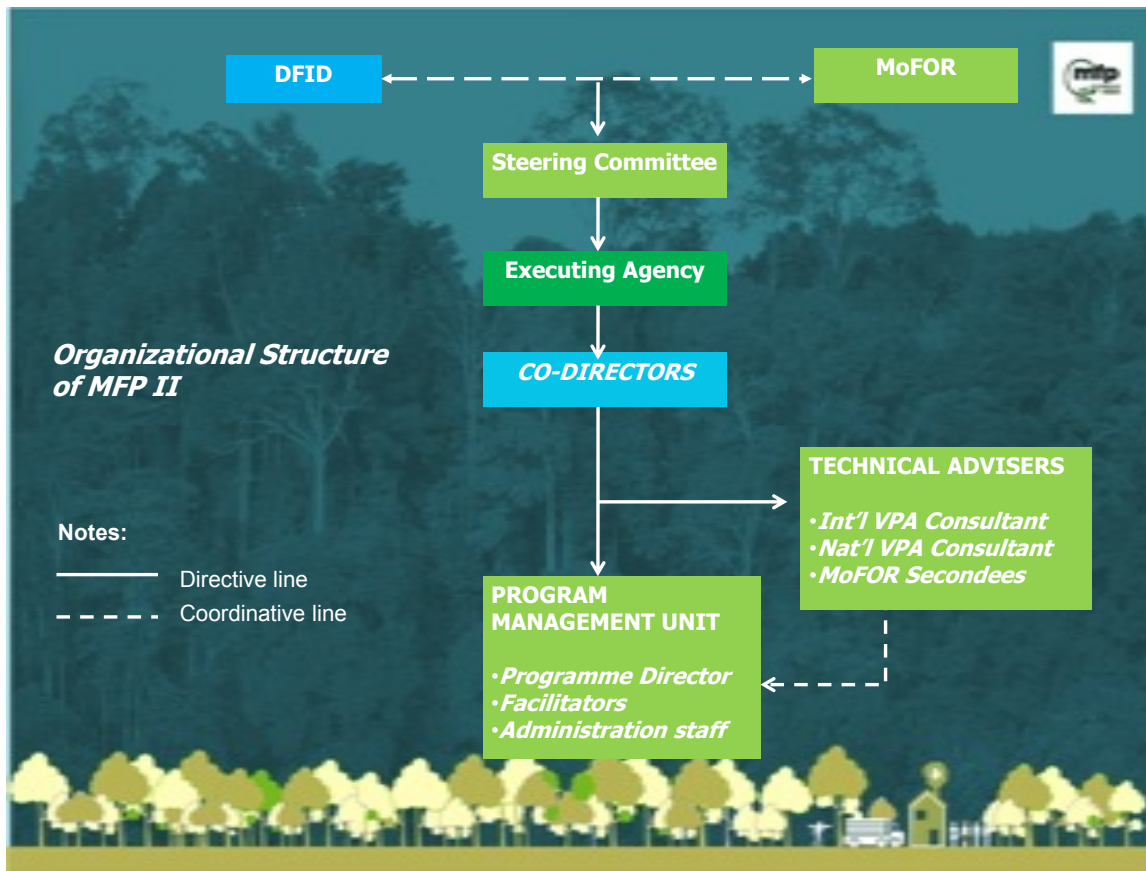 DFID
MoFOR
mfp
Steering Committee
Executing Agency
Organizational Structure
of MFP II
CO-DIRECTORS
TECHNICAL ADVISERS
•Int'l VPA Consultant
•Nat'l VPA Consultant
•MoFOR Secondees
Notes:
Directive line
Coordinative line
PROGRAM
MANAGEMENT UNIT
•Programme Director
•Facilitators
•Administration staff